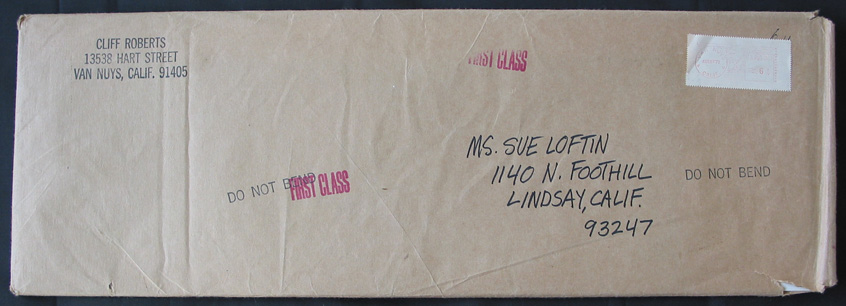 CLIFF ROBERTS
13538 HART STREET
VAN NUYS, CALIF. 91405
FIRST CLASS
MS. SUE LOFTIN
1140 N. FOOTHILL
LINDSAY, CALIF.
93247
DO NOT BEND
DO NOT BEND
FIRST CLASS